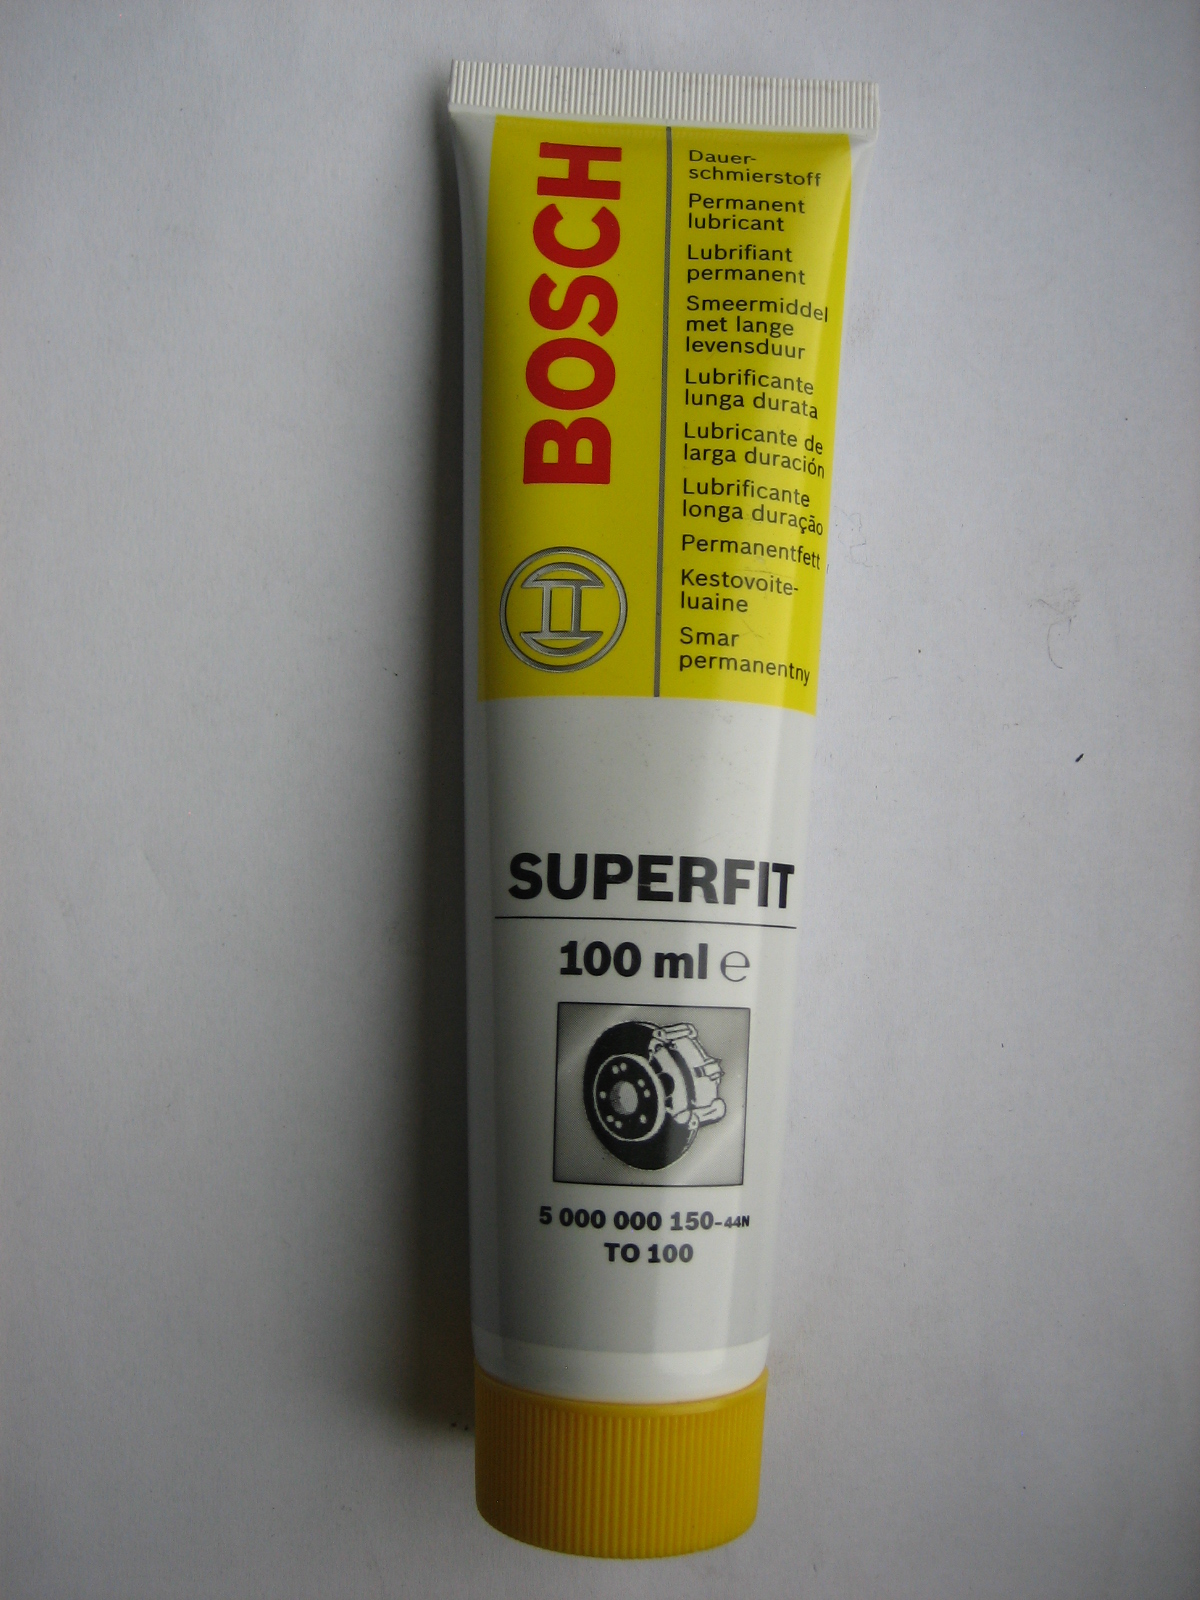 BOSCH
Dauer-
schmierstoff
Permanent
lubricant
Lubrifiant
permanent
Smeermiddel
met lange
levensduur
Lubrificante
lunga durata
Lubricante de
larga duración
Lubrificante
longa duração
Permanentfett
Kestovoite-
luaine
Smar
permanentny
SUPERFIT
100 ml ℮
5 000 000 150-44N
TO 100